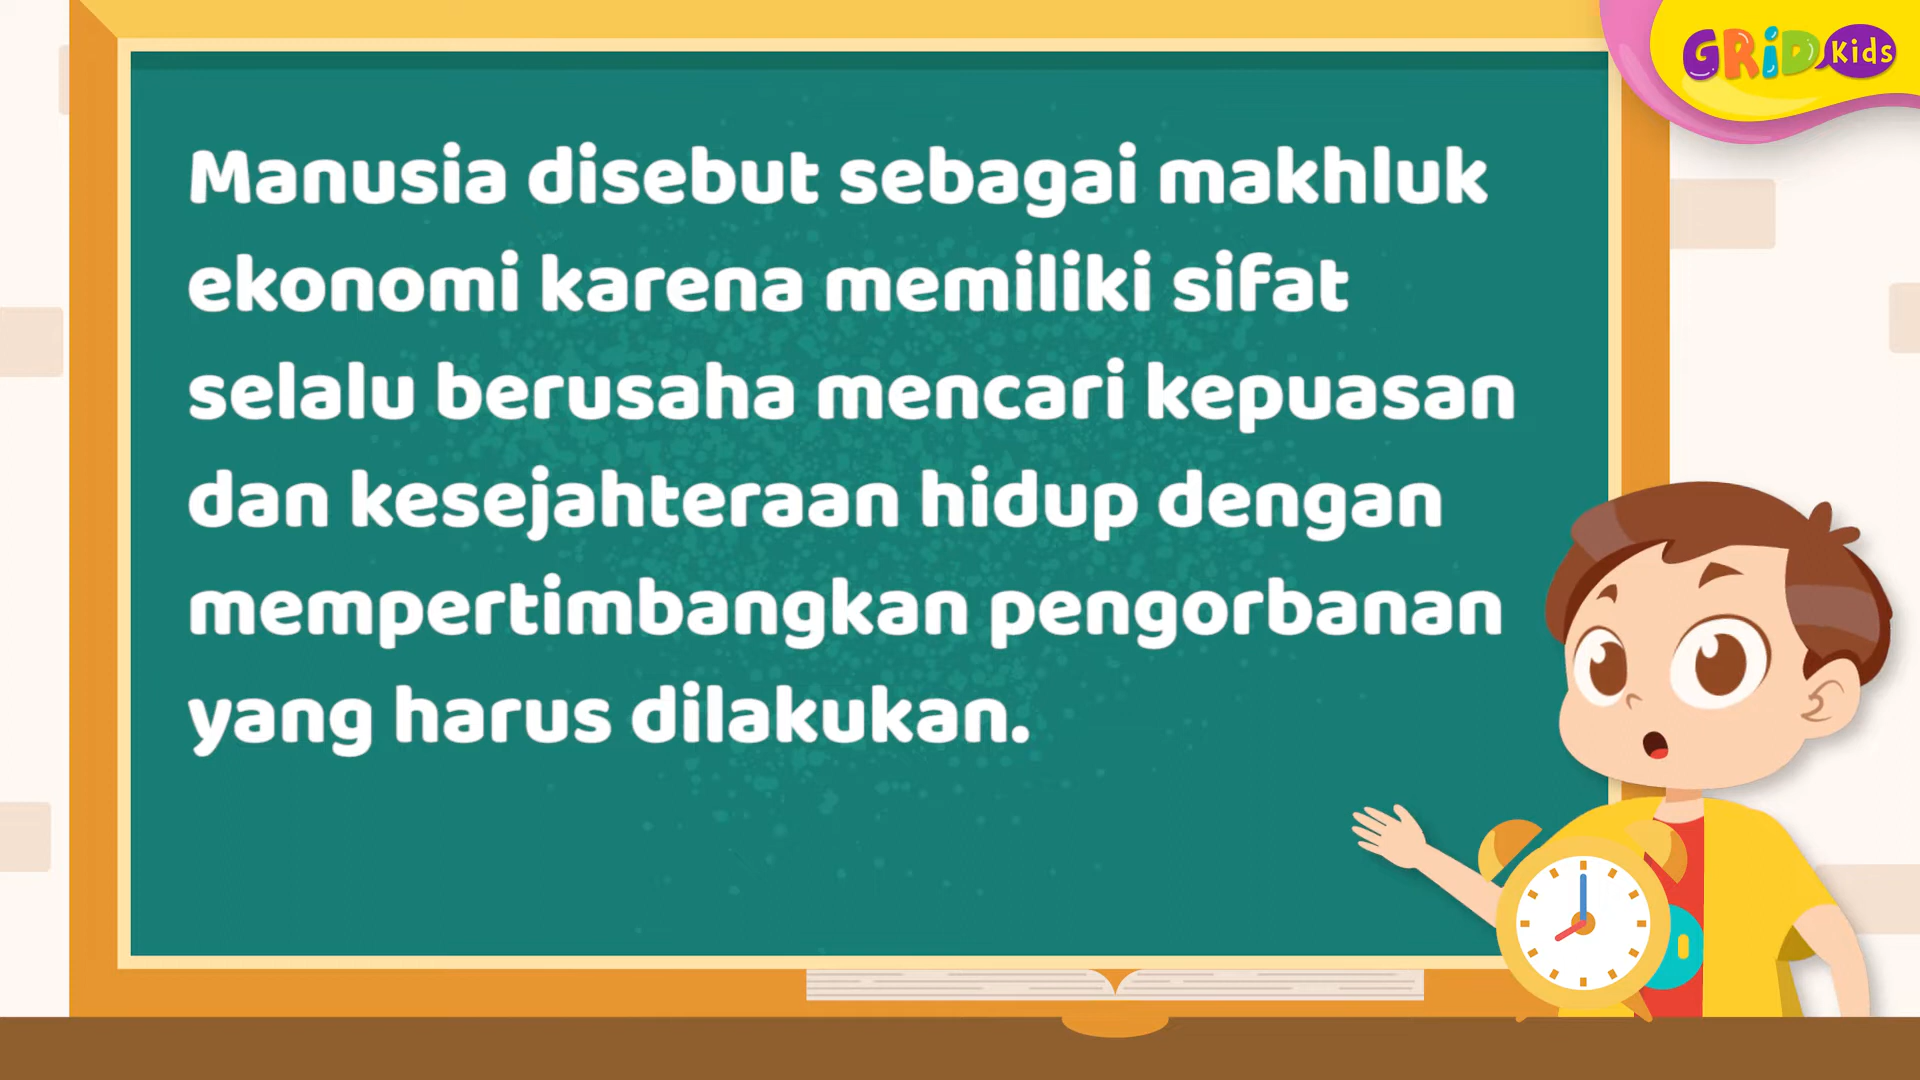 GRiD Kids
Manusia disebut sebagai makhluk
ekonomi karena memiliki sifat
selalu berusaha mencari kepuasan
dan kesejahteraan hidup dengan
mempertimbangkan pengorbanan
yang harus dilakukan.